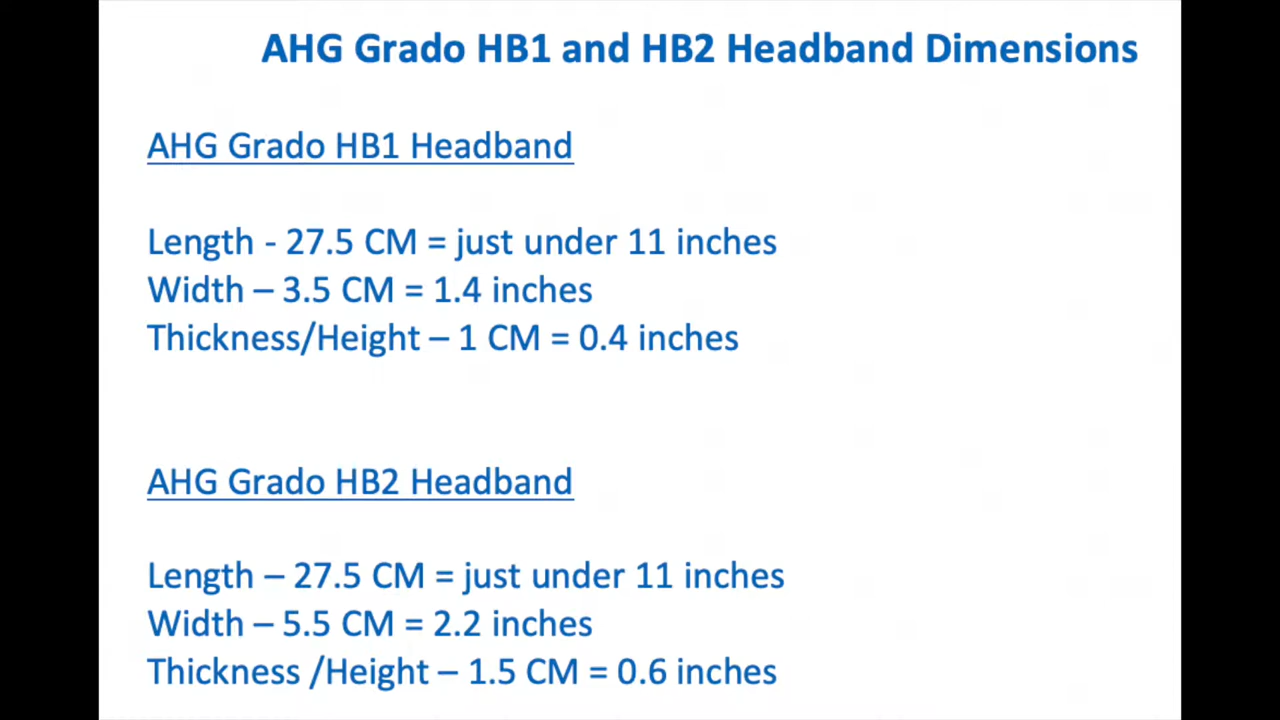 AHG Grado HB1 and HB2 Headband Dimensions
AHG Grado HB1 Headband
Length - 27.5 CM = just under 11 inches
Width – 3.5 CM = 1.4 inches
Thickness/Height – 1 CM = 0.4 inches
AHG Grado HB2 Headband
Length – 27.5 CM = just under 11 inches
Width – 5.5 CM = 2.2 inches
Thickness /Height – 1.5 CM = 0.6 inches